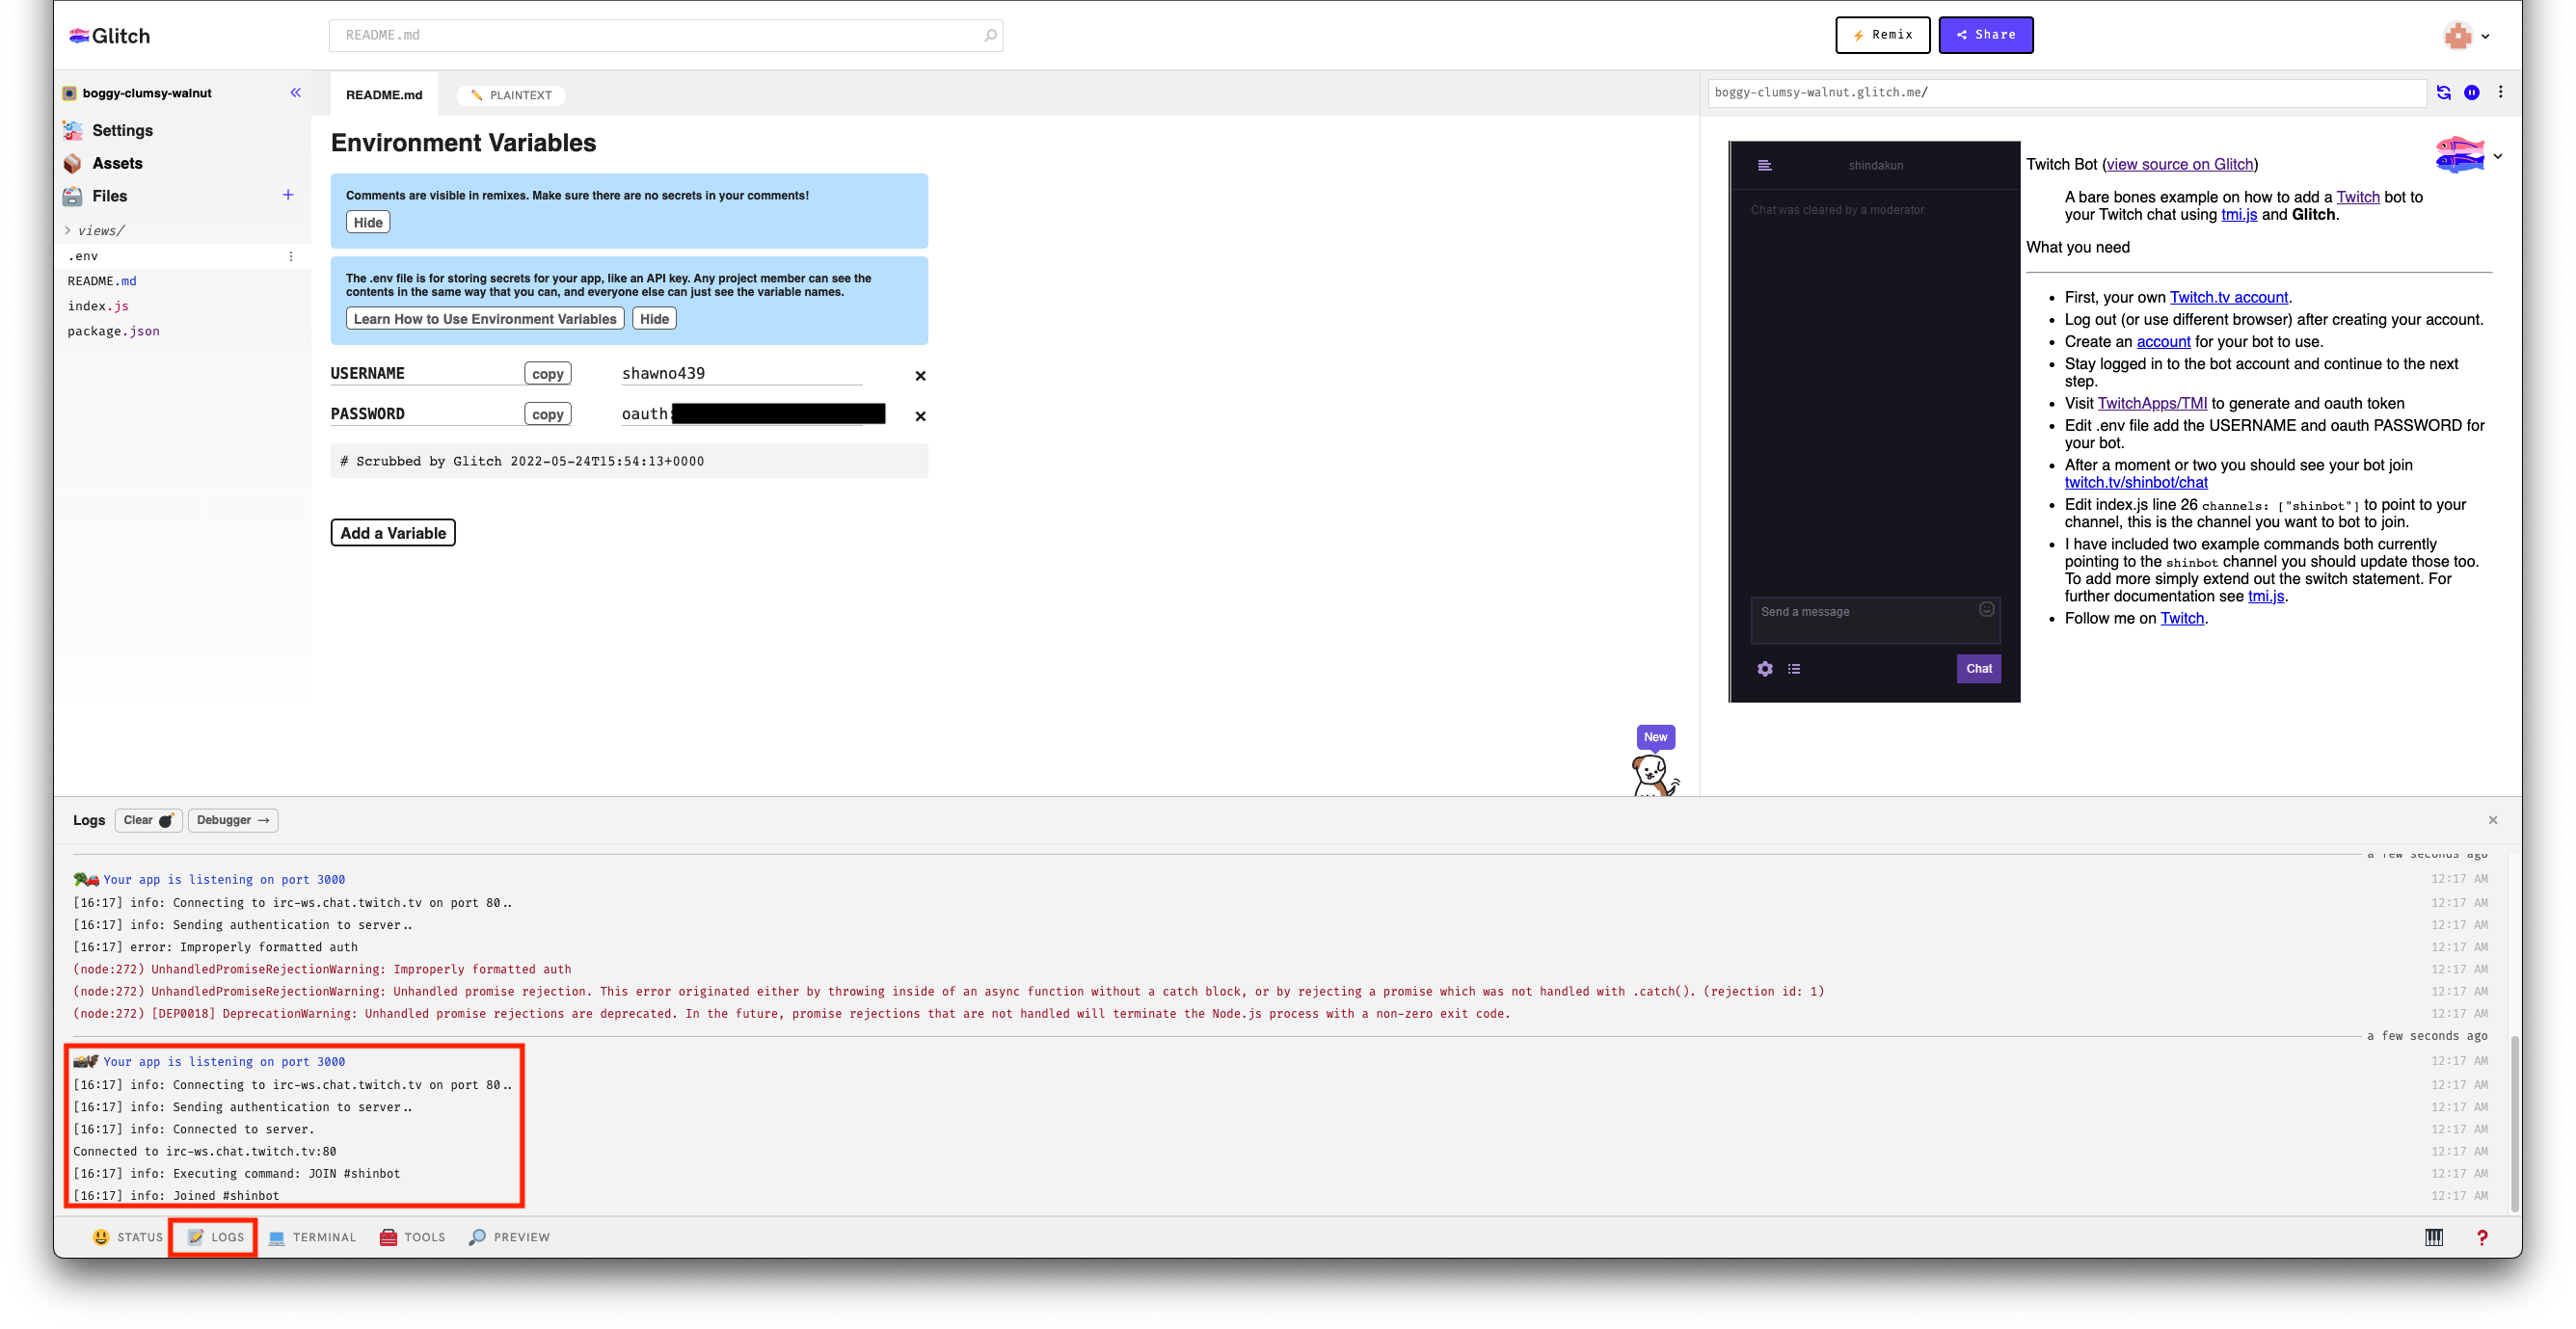 Glitch
README.md
Remix
Share
boggy-clumsy-walnut
Settings
Assets
Files
views/
.env
README.md
index.js
package.json
README.md
PLAINTEXT
Environment Variables
Comments are visible in remixes. Make sure there are no secrets in your comments!
Hide
The .env file is for storing secrets for your app, like an API key. Any project member can see the
contents in the same way that you can, and everyone else can just see the variable names.
Learn How to Use Environment Variables
Hide
USERNAME copy shawno439
PASSWORD copy oauth:
# Scrubbed by Glitch 2022-05-24T15:54:13+0000
Add a Variable
New
boggy-clumsy-walnut.glitch.me/
shindakun
Chat was cleared by a moderator
Send a message
Chat
Twitch Bot (view source on Glitch)
A bare bones example on how to add a Twitch bot to
your Twitch chat using tmi.js and Glitch.
What you need
First, your own Twitch.tv account.
Log out (or use different browser) after creating your account.
Create an account for your bot to use.
Stay logged in to the bot account and continue to the next
step.
Visit TwitchApps/TMI to generate and oauth token
Edit .env file add the USERNAME and oauth PASSWORD for
your bot.
After a moment or two you should see your bot join
twitch.tv/shinbot/chat
Edit index.js line 26 channels: ["shinbot"] to point to your
channel, this is the channel you want to bot to join.
I have included two example commands both currently
pointing to the shinbot channel you should update those too.
To add more simply extend out the switch statement. For
further documentation see tmi.js.
Follow me on Twitch.
Logs
Clear
Debugger →
a few seconds ago
Your app is listening on port 3000 12:17 AM
[16:17] info: Connecting to irc-ws.chat.twitch.tv on port 80.. 12:17 AM
[16:17] info: Sending authentication to server.. 12:17 AM
[16:17] error: Improperly formatted auth 12:17 AM
(node:272) UnhandledPromiseRejectionWarning: Improperly formatted auth 12:17 AM
(node:272) UnhandledPromiseRejectionWarning: Unhandled promise rejection. This error originated either by throwing inside of an async function without a catch block, or by rejecting a promise which was not handled with .catch(). (rejection id: 1) 12:17 AM
(node:272) [DEP0018] DeprecationWarning: Unhandled promise rejections are deprecated. In the future, promise rejections that are not handled will terminate the Node.js process with a non-zero exit code. 12:17 AM
a few seconds ago
Your app is listening on port 3000 12:17 AM
[16:17] info: Connecting to irc-ws.chat.twitch.tv on port 80.. 12:17 AM
[16:17] info: Sending authentication to server.. 12:17 AM
[16:17] info: Connected to server. 12:17 AM
Connected to irc-ws.chat.twitch.tv:80 12:17 AM
[16:17] info: Executing command: JOIN #shinbot 12:17 AM
[16:17] info: Joined #shinbot 12:17 AM
STATUS
LOGS
TERMINAL
TOOLS
PREVIEW
?